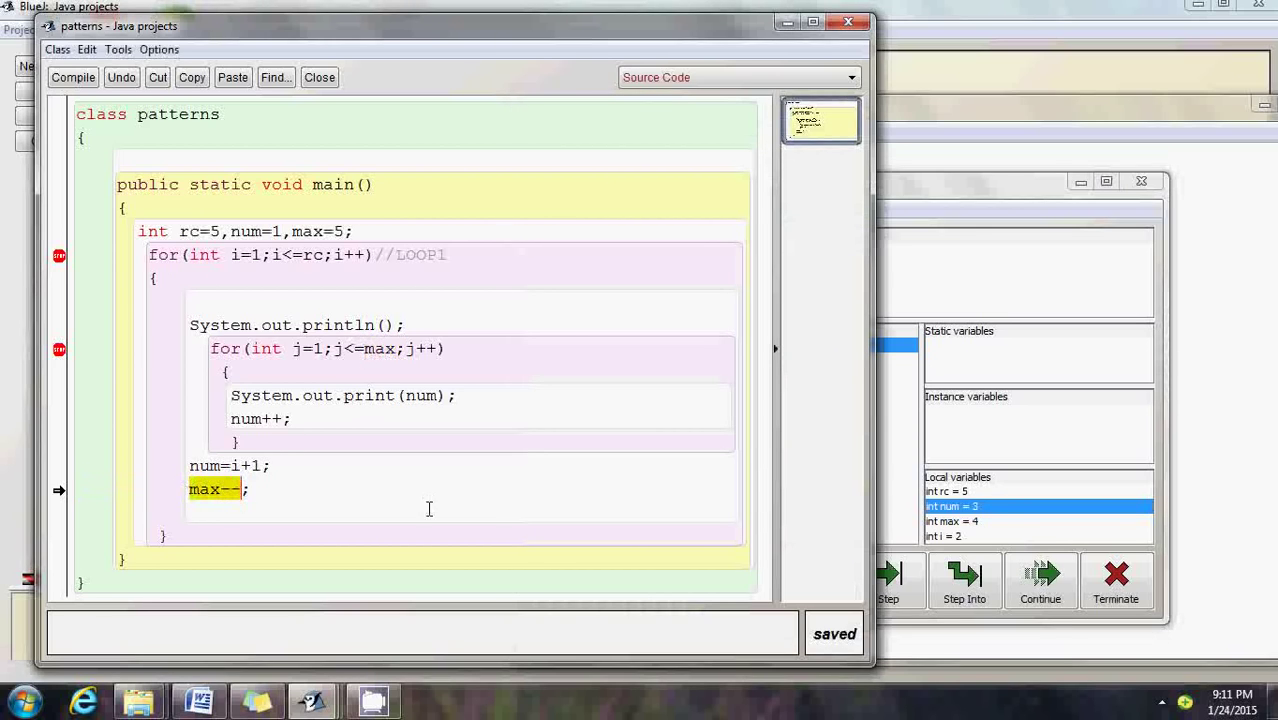 BlueJ: Java projects
patterns - Java projects
Class Edit Tools Options
Compile Undo Cut Copy Paste Find... Close
Source Code
class patterns
{
public static void main()
{
int rc=5,num=1,max=5;
for(int i=1;i<=rc;i++)//LOOP1
{
System.out.println();
for(int j=1;j<=max;j++)
{
System.out.print(num);
num++;
}
num=i+1;
max--;
}
}
}
saved
Static variables
Instance variables
Local variables
int rc = 5
int num = 3
int max = 4
int i = 2
Step Step Into Continue Terminate
9:11 PM
1/24/2015